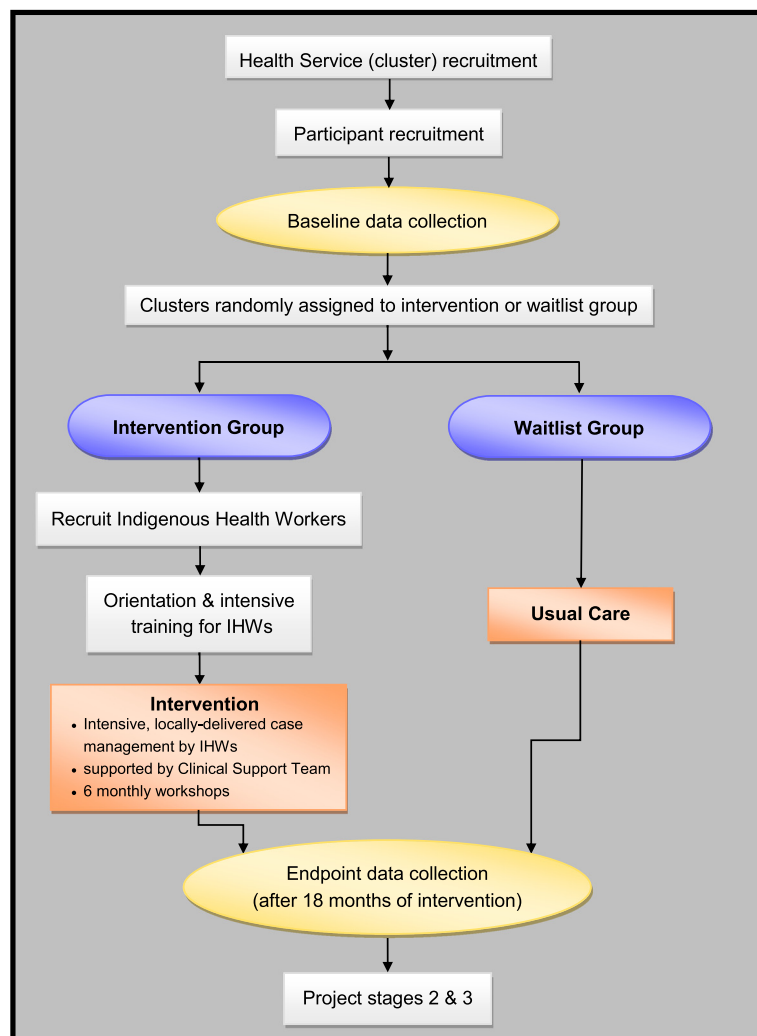 Health Service (cluster) recruitment
Participant recruitment
Baseline data collection
Clusters randomly assigned to intervention or waitlist group
Intervention Group
Waitlist Group
Recruit Indigenous Health Workers
Orientation & intensive
training for IHWs
Usual Care
Intervention
• Intensive, locally-delivered case
management by IHWs
• supported by Clinical Support Team
• 6 monthly workshops
Endpoint data collection
(after 18 months of intervention)
Project stages 2 & 3